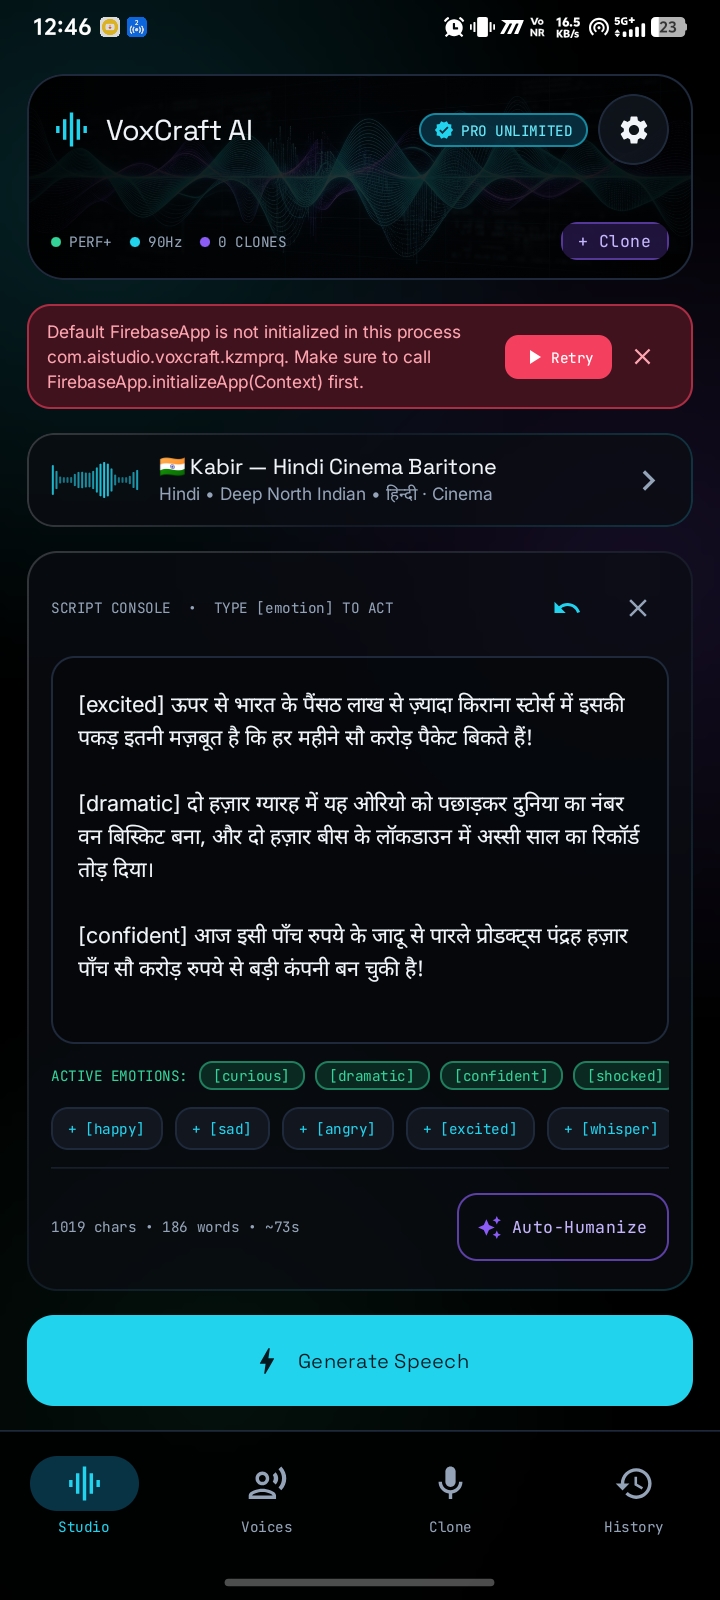 12:46
2
Vo
NR
16.5
KB/s
5G+
23
VoxCraft AI
PRO UNLIMITED
PERF+
90Hz
0 CLONES
+ Clone
Default FirebaseApp is not initialized in this process
com.aistudio.voxcraft.kzmprq. Make sure to call
FirebaseApp.initializeApp(Context) first.
Retry
🇮🇳 Kabir — Hindi Cinema Baritone
Hindi • Deep North Indian • हिन्दी · Cinema
SCRIPT CONSOLE • TYPE [emotion] TO ACT
[excited] ऊपर से भारत के पैंसठ लाख से ज़्यादा किराना स्टोर्स में इसकी
पकड़ इतनी मज़बूत है कि हर महीने सौ करोड़ पैकेट बिकते हैं!
[dramatic] दो हज़ार ग्यारह में यह ओरियो को पछाड़कर दुनिया का नंबर
वन बिस्किट बना, और दो हज़ार बीस के लॉकडाउन में अस्सी साल का रिकॉर्ड
तोड़ दिया।
[confident] आज इसी पाँच रुपये के जादू से पारले प्रोडक्ट्स पंद्रह हज़ार
पाँच सौ करोड़ रुपये से बड़ी कंपनी बन चुकी है!
ACTIVE EMOTIONS: [curious] [dramatic] [confident] [shocked]
+ [happy] + [sad] + [angry] + [excited] + [whisper]
1019 chars • 186 words • ~73s
Auto-Humanize
Generate Speech
Studio
Voices
Clone
History